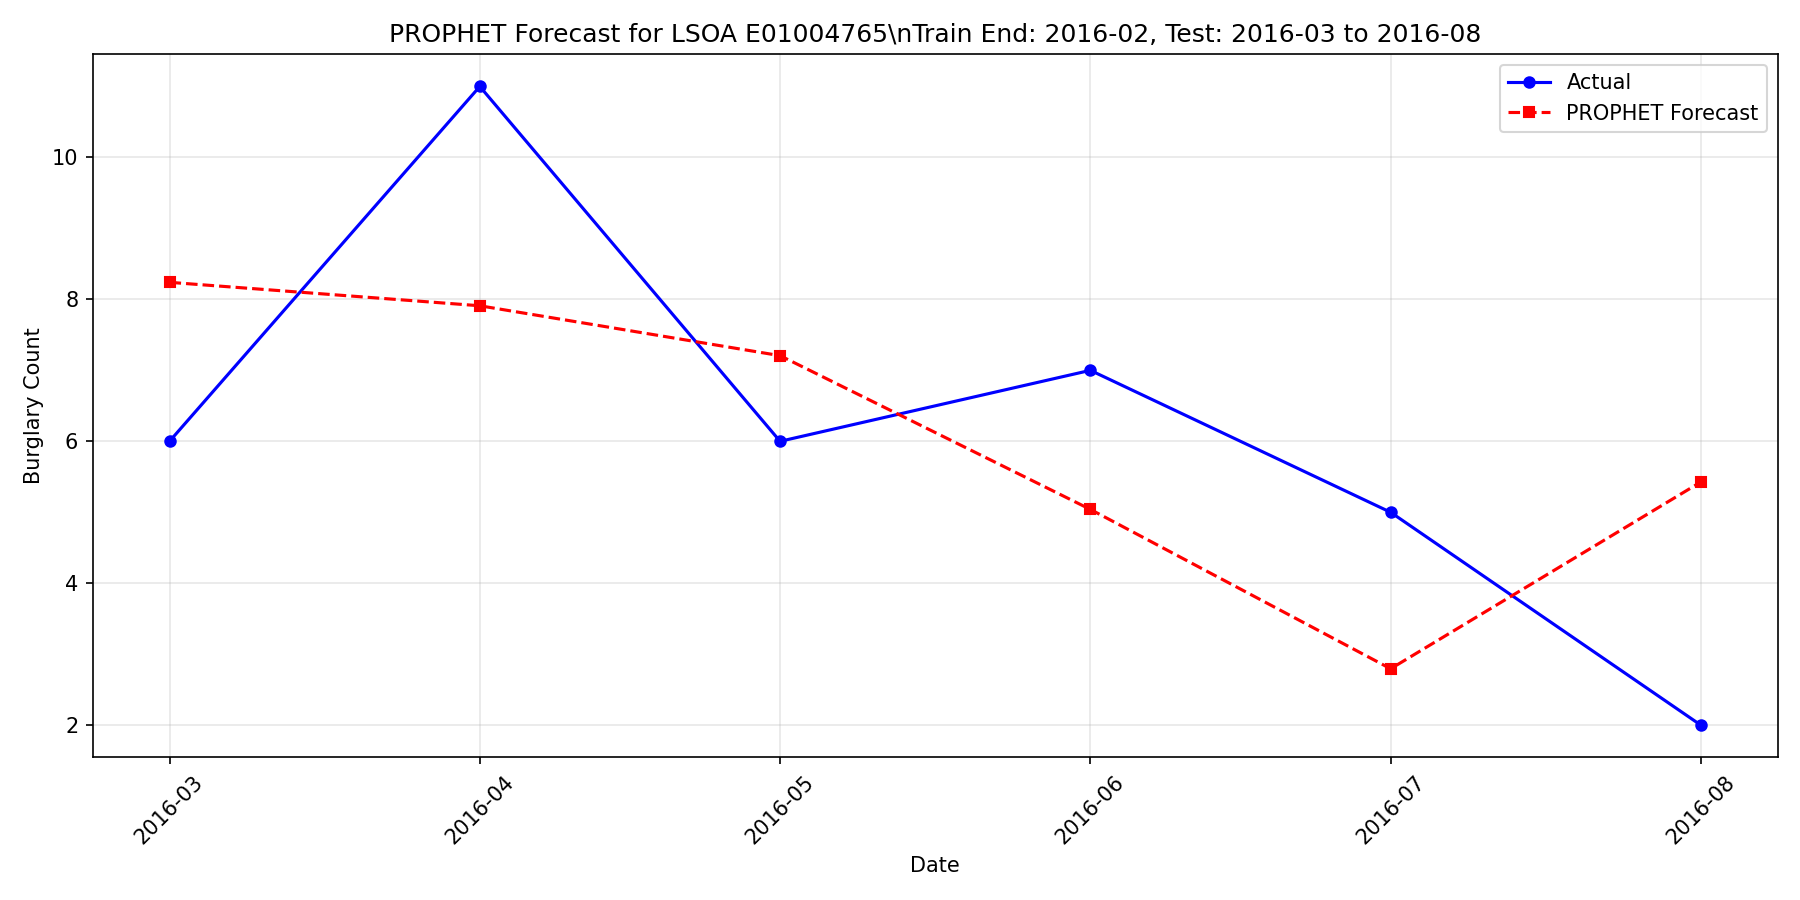 PROPHET Forecast for LSOA E01004765\nTrain End: 2016-02, Test: 2016-03 to 2016-08
Actual
PROPHET Forecast
Burglary Count
10
8
6
4
2
2016-03
2016-04
2016-05
2016-06
2016-07
2016-08
Date